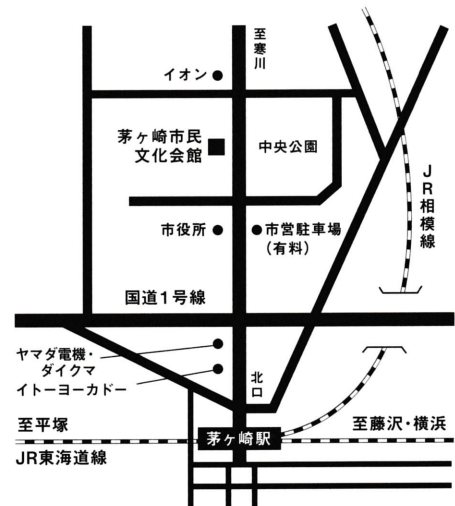 至寒川
イオン
茅ヶ崎市民
文化会館
中央公園
JR相模線
市役所
市営駐車場
(有料)
国道1号線
ヤマダ電機・
ダイクマ
イトーヨーカドー
北口
至平塚
茅ヶ崎駅
至藤沢・横浜
JR東海道線